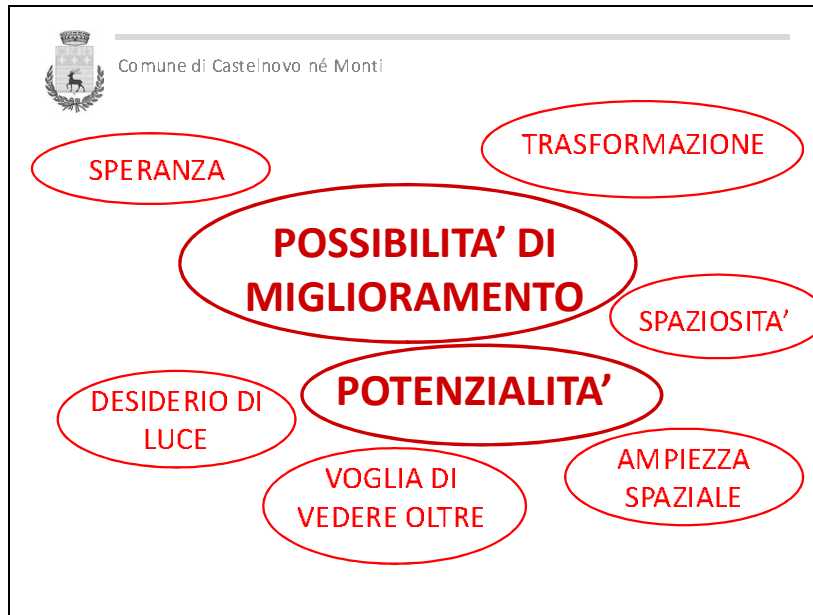 Comune di Castelnovo né Monti
SPERANZA
TRASFORMAZIONE
POSSIBILITA’ DI
MIGLIORAMENTO
SPAZIOSITA’
POTENZIALITA’
DESIDERIO DI
LUCE
VOGLIA DI
VEDERE OLTRE
AMPIEZZA
SPAZIALE